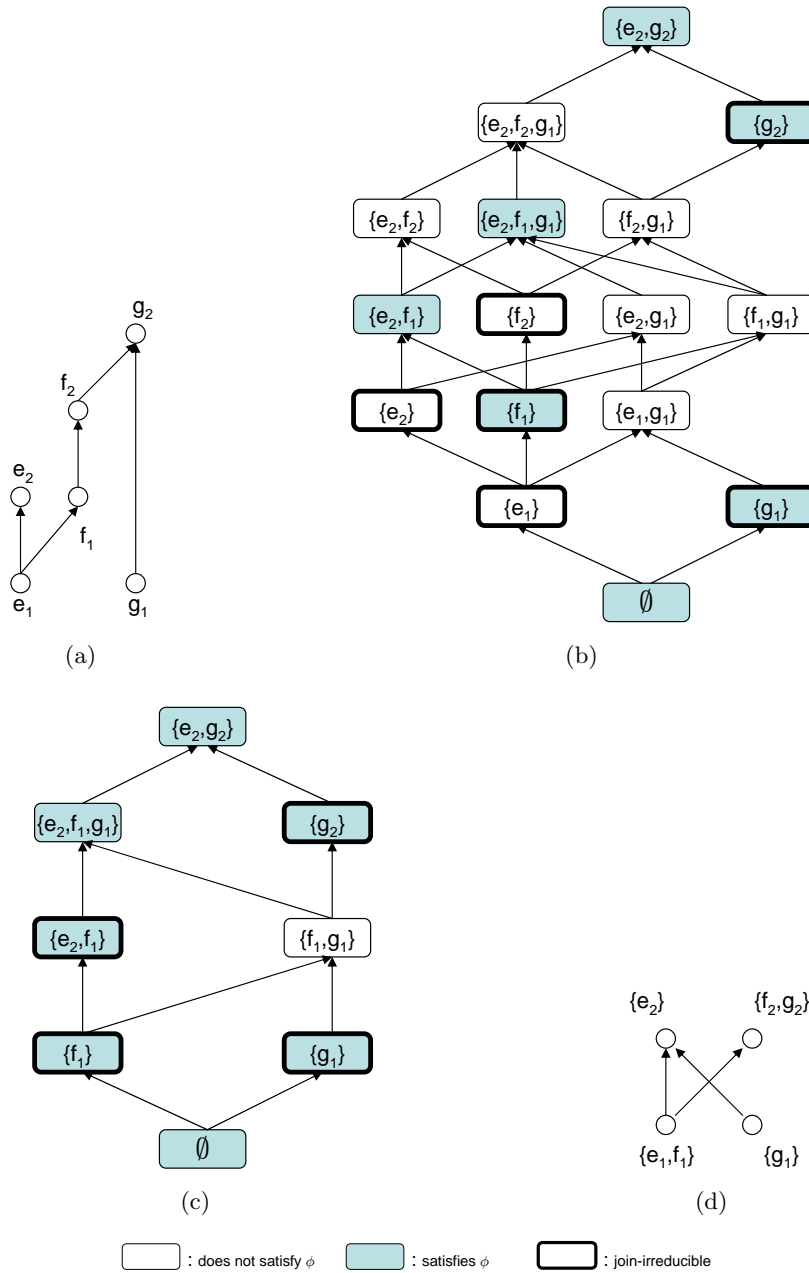 {e₂,g₂}
{e₂,f₂,g₁}
{g₂}
{e₂,f₂}
{e₂,f₁,g₁}
{f₂,g₁}
{e₂,f₁}
{f₂}
{e₂,g₁}
{f₁,g₁}
{e₂}
{f₁}
{e₁,g₁}
{e₁}
{g₁}
∅
g₂
f₂
e₂
f₁
e₁
g₁
(a)
(b)
{e₂,g₂}
{e₂,f₁,g₁}
{g₂}
{e₂,f₁}
{f₁,g₁}
{f₁}
{g₁}
∅
{e₂}
{f₂,g₂}
{e₁,f₁}
{g₁}
(c)
(d)
: does not satisfy ϕ
: satisfies ϕ
: join-irreducible